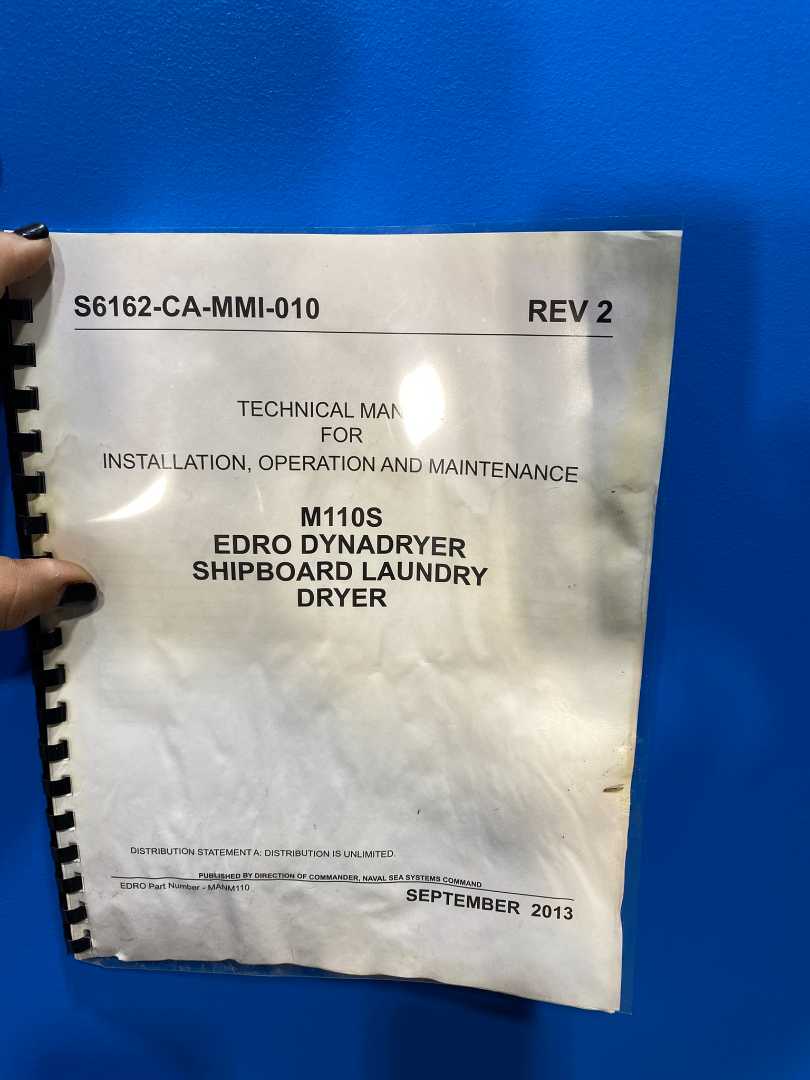 S6162-CA-MMI-010 REV 2
TECHNICAL
FOR
INSTALLATION, OPERATION AND MAINTENANCE
M110S
EDRO DYNADRYER
SHIPBOARD LAUNDRY
DRYER
DISTRIBUTION STATEMENT A: DISTRIBUTION IS UNLIMITED.
PUBLISHED BY DIRECTION OF COMMANDER, NAVAL SEA SYSTEMS COMMAND
EDRO Part Number - MANM110
SEPTEMBER 2013